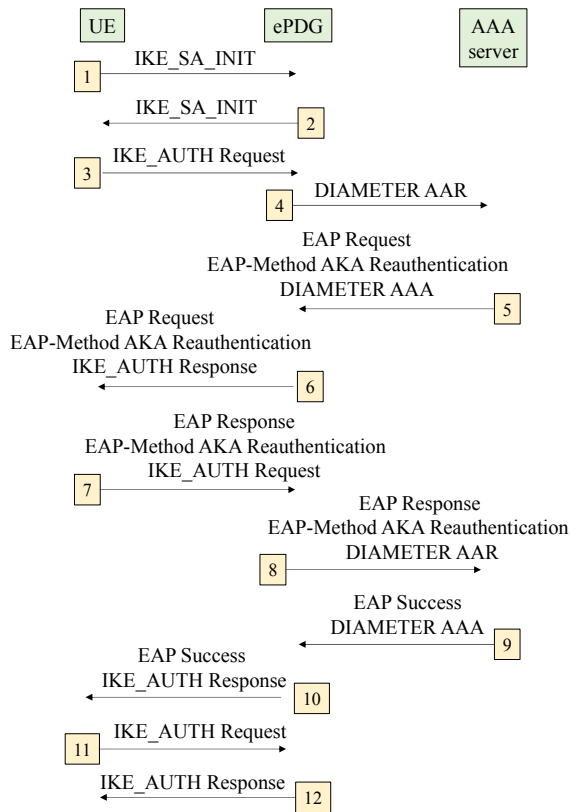 UE
ePDG
AAA
server
IKE_SA_INIT
1
IKE_SA_INIT
2
IKE_AUTH Request
3
DIAMETER AAR
4
EAP Request
EAP-Method AKA Reauthentication
DIAMETER AAA
5
EAP Request
EAP-Method AKA Reauthentication
IKE_AUTH Response
6
EAP Response
EAP-Method AKA Reauthentication
IKE_AUTH Request
7
EAP Response
EAP-Method AKA Reauthentication
DIAMETER AAR
8
EAP Success
DIAMETER AAA
9
EAP Success
IKE_AUTH Response
10
IKE_AUTH Request
11
IKE_AUTH Response
12